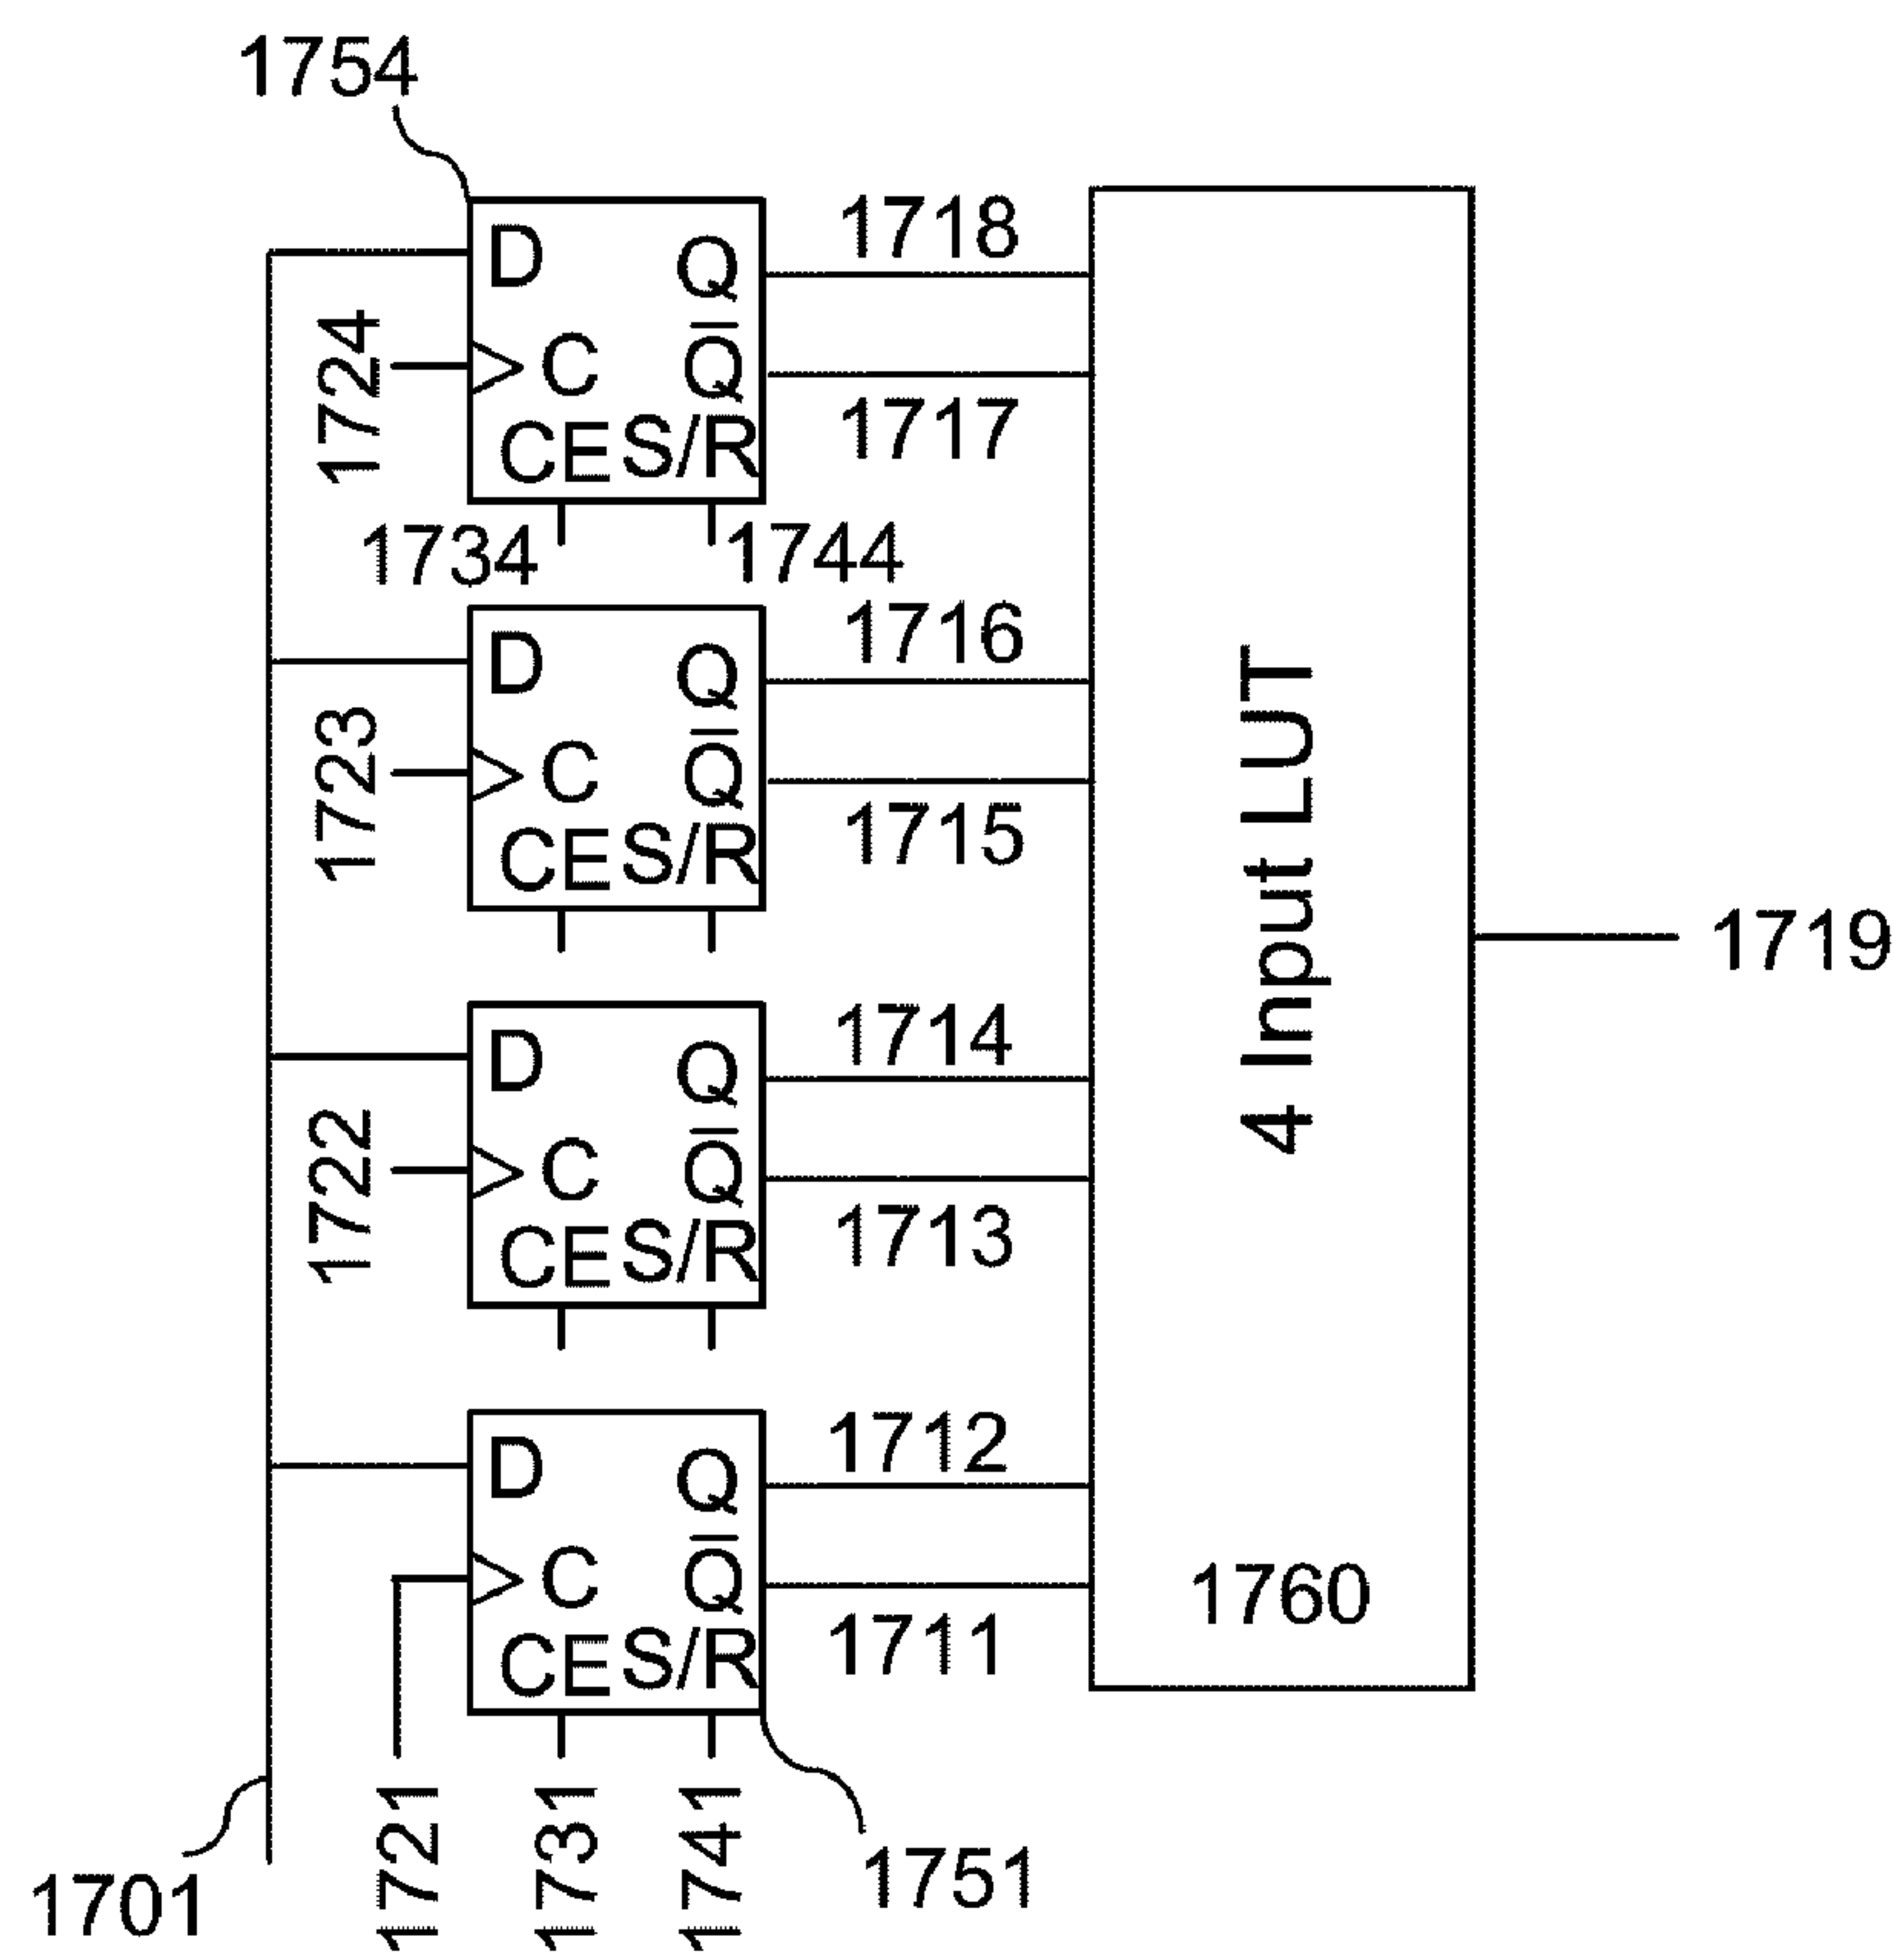 1754
D Q 1718
1724
C Q̅ 1717
CE S/R
1734 1744
D Q 1716
1723
C Q̅ 1715
CE S/R
4 Input LUT
1719
D Q 1714
1722
C Q̅ 1713
CE S/R
D Q 1712
C Q̅ 1711
CE S/R
1760
1701
1721
1731
1741
1751